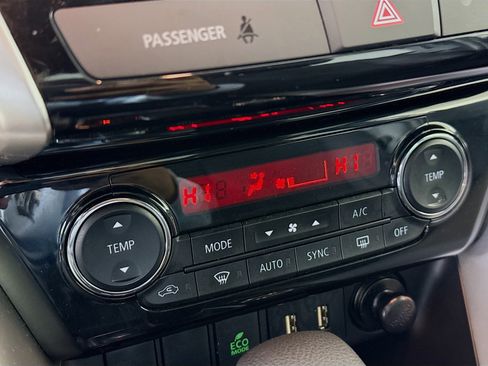 PASSENGER
HI HI
TEMP
MODE
A/C
TEMP
AUTO
SYNC
OFF
ECO
MODE